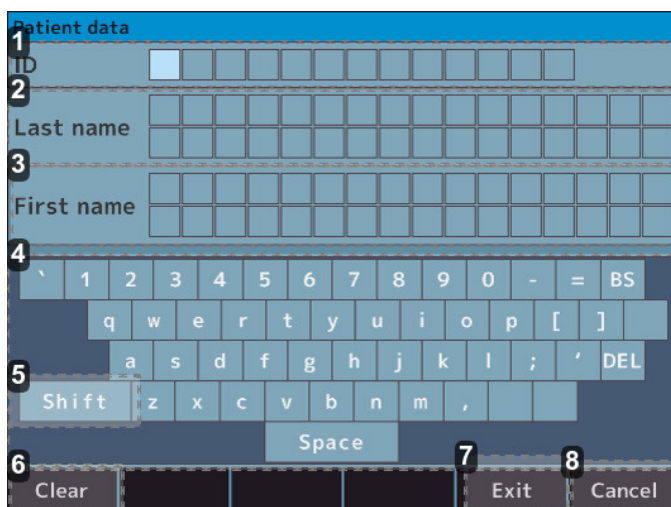 Patient data
1
ID
2
Last name
3
First name
4
` 1 2 3 4 5 6 7 8 9 0 - = BS
q w e r t y u i o p [ ]
a s d f g h j k l ; ' DEL
5
Shift z x c v b n m ,
Space
6 7 8
Clear Exit Cancel